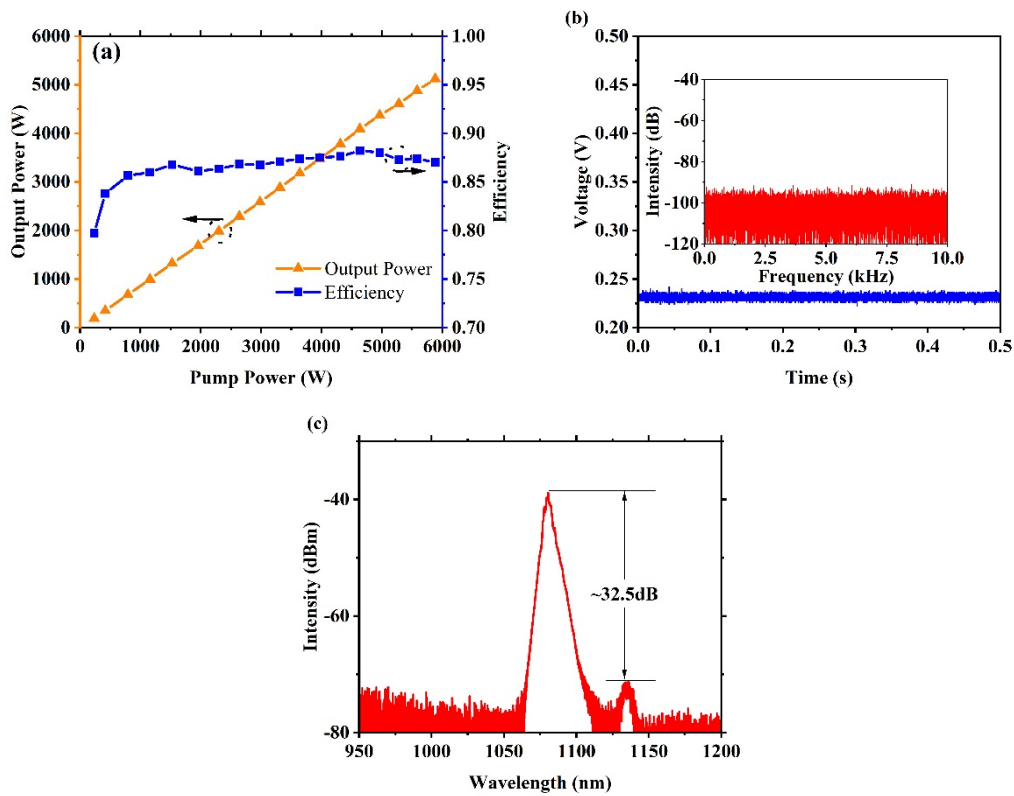 (a)
Output Power (W)
6000
5000
4000
3000
2000
1000
0
0 1000 2000 3000 4000 5000 6000
Pump Power (W)
1.00
0.95
0.90
0.85
0.80
0.75
0.70
Efficiency
Output Power
Efficiency
(b)
Voltage (V)
0.50
0.45
0.40
0.35
0.30
0.25
0.20
0.0 0.1 0.2 0.3 0.4 0.5
Time (s)
Intensity (dB)
-40
-60
-80
-100
-120
0.0 2.5 5.0 7.5 10.0
Frequency (kHz)
(c)
Intensity (dBm)
-40
-60
-80
~32.5dB
950 1000 1050 1100 1150 1200
Wavelength (nm)